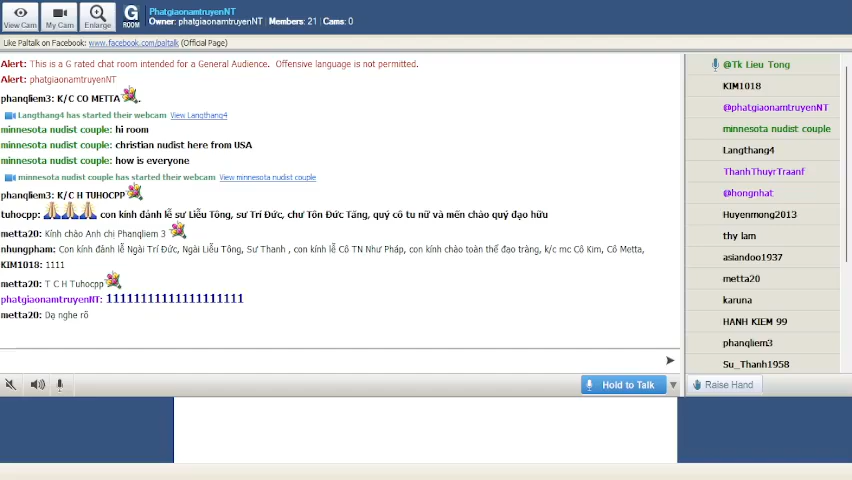 PhatgiaonamtruyenNT
Owner: phatgiaonamtruyenNT | Members: 21 | Cams: 0
View Cam
My Cam
Enlarge
G
ROOM
Like Paltalk on Facebook: www.facebook.com/paltalk (Official Page)
Alert: This is a G rated chat room intended for a General Audience. Offensive language is not permitted.
Alert: phatgiaonamtruyenNT
phanqliem3: K/C CO METTA .
Langthang4 has started their webcam View Langthang4
minnesota nudist couple: hi room
minnesota nudist couple: christian nudist here from USA
minnesota nudist couple: how is everyone
minnesota nudist couple has started their webcam View minnesota nudist couple
phanqliem3: K/C H TUHOCPP
tuhocpp: con kính đảnh lễ sư Liễu Tông, sư Trí Đức, chư Tôn Đức Tăng, quý cô tu nữ và mến chào quý đạo hữu
metta20: Kính chào Anh chị Phanqliem 3
nhungpham: Con kính đảnh lễ Ngài Trí Đức, Ngài Liễu Tông, Sư Thanh , con kính lễ Cô TN Như Pháp, con kính chào toàn thể đạo tràng, k/c mc Cô Kim, Cô Metta,
KIM1018: 1111
metta20: T C H Tuhocpp
phatgiaonamtruyenNT: 11111111111111111111
metta20: Dạ nghe rõ
Hold to Talk
@Tk Lieu Tong
KIM1018
@phatgiaonamtruyenNT
minnesota nudist couple
Langthang4
ThanhThuyrTraanf
@hongnhat
Huyenmong2013
thy lam
asiandoo1937
metta20
karuna
HANH KIEM 99
phanqliem3
Su_Thanh1958
Raise Hand